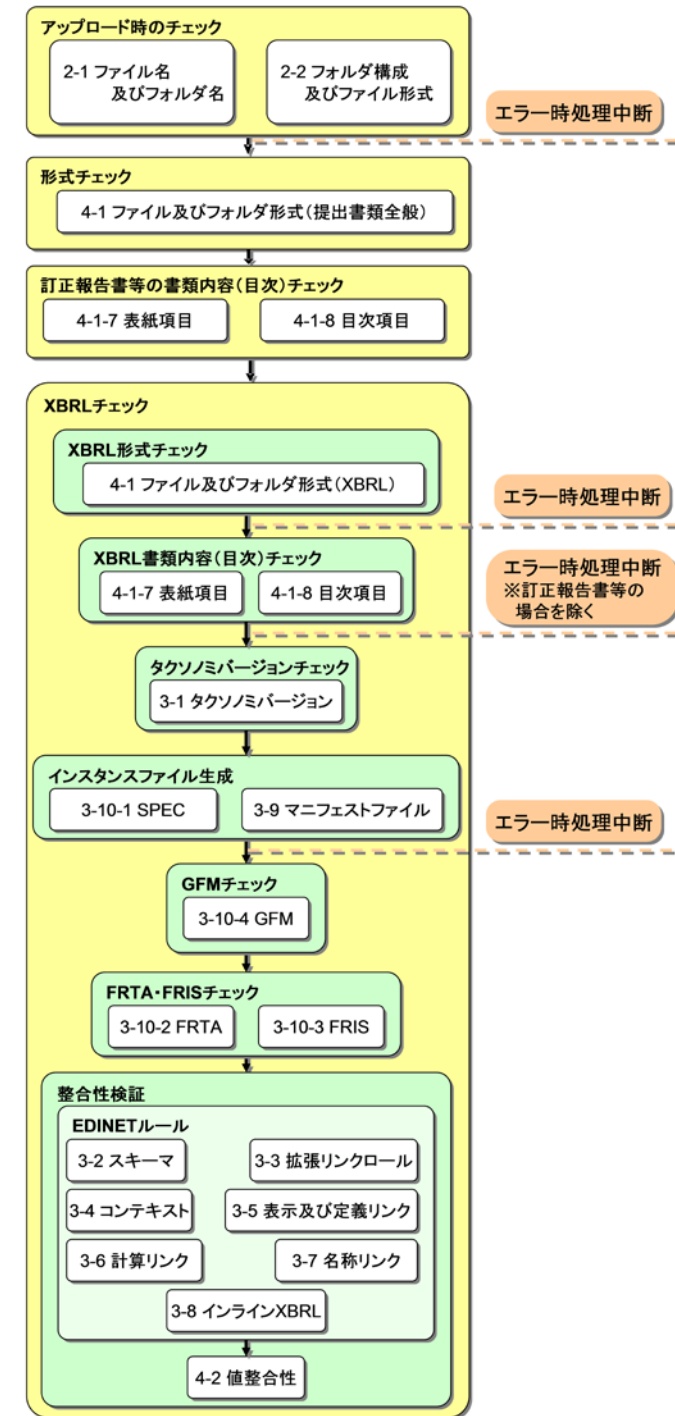 アップロード時のチェック
2-1 ファイル名
及びフォルダ名
2-2 フォルダ構成
及びファイル形式
エラー時処理中断
形式チェック
4-1 ファイル及びフォルダ形式(提出書類全般)
訂正報告書等の書類内容(目次)チェック
4-1-7 表紙項目
4-1-8 目次項目
XBRLチェック
XBRL形式チェック
4-1 ファイル及びフォルダ形式(XBRL)
エラー時処理中断
XBRL書類内容(目次)チェック
4-1-7 表紙項目
4-1-8 目次項目
エラー時処理中断
※訂正報告書等の
場合を除く
タクソノミバージョンチェック
3-1 タクソノミバージョン
インスタンスファイル生成
3-10-1 SPEC
3-9 マニフェストファイル
エラー時処理中断
GFMチェック
3-10-4 GFM
FRTA・FRISチェック
3-10-2 FRTA
3-10-3 FRIS
整合性検証
EDINETルール
3-2 スキーマ
3-3 拡張リンクロール
3-4 コンテキスト
3-5 表示及び定義リンク
3-6 計算リンク
3-7 名称リンク
3-8 インラインXBRL
4-2 値整合性